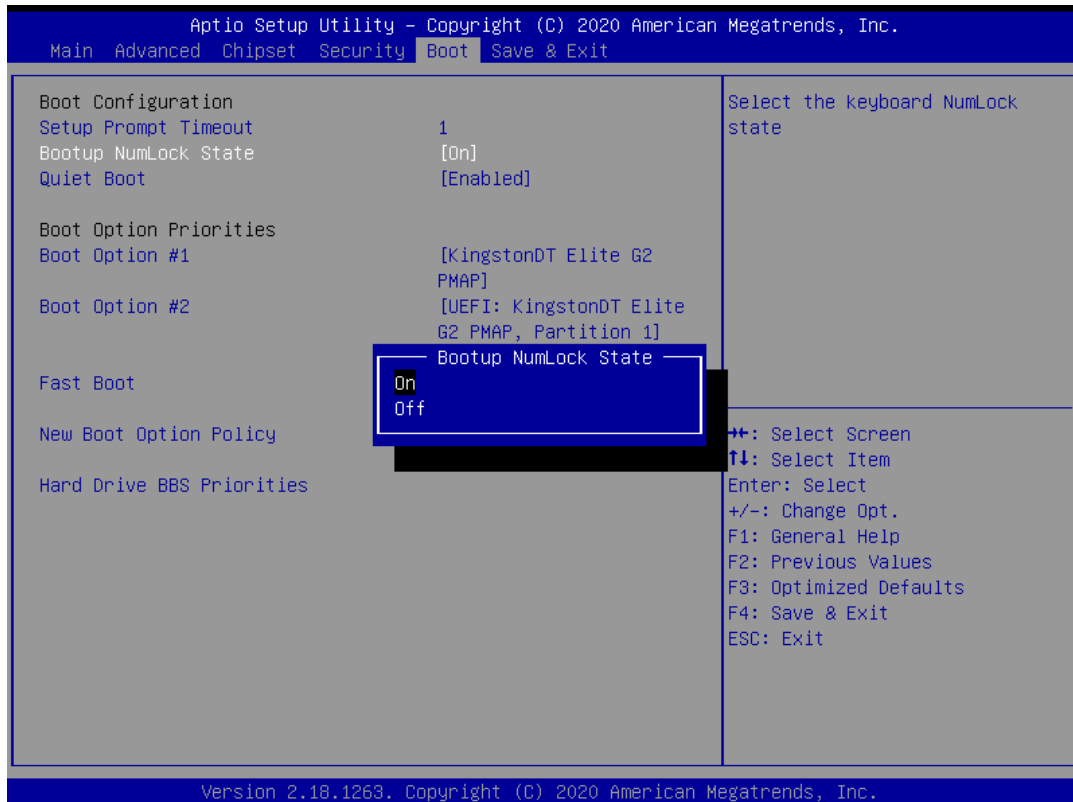 Aptio Setup Utility – Copyright (C) 2020 American Megatrends, Inc.
Main Advanced Chipset Security Boot Save & Exit
Boot Configuration
Setup Prompt Timeout 1
Bootup NumLock State [On]
Quiet Boot [Enabled]
Boot Option Priorities
Boot Option #1 [KingstonDT Elite G2
PMAP]
Boot Option #2 [UEFI: KingstonDT Elite
G2 PMAP, Partition 1]
Bootup NumLock State
On
Off
Fast Boot
New Boot Option Policy
Hard Drive BBS Priorities
Select the keyboard NumLock
state
→←: Select Screen
↑↓: Select Item
Enter: Select
+/-: Change Opt.
F1: General Help
F2: Previous Values
F3: Optimized Defaults
F4: Save & Exit
ESC: Exit
Version 2.18.1263. Copyright (C) 2020 American Megatrends, Inc.